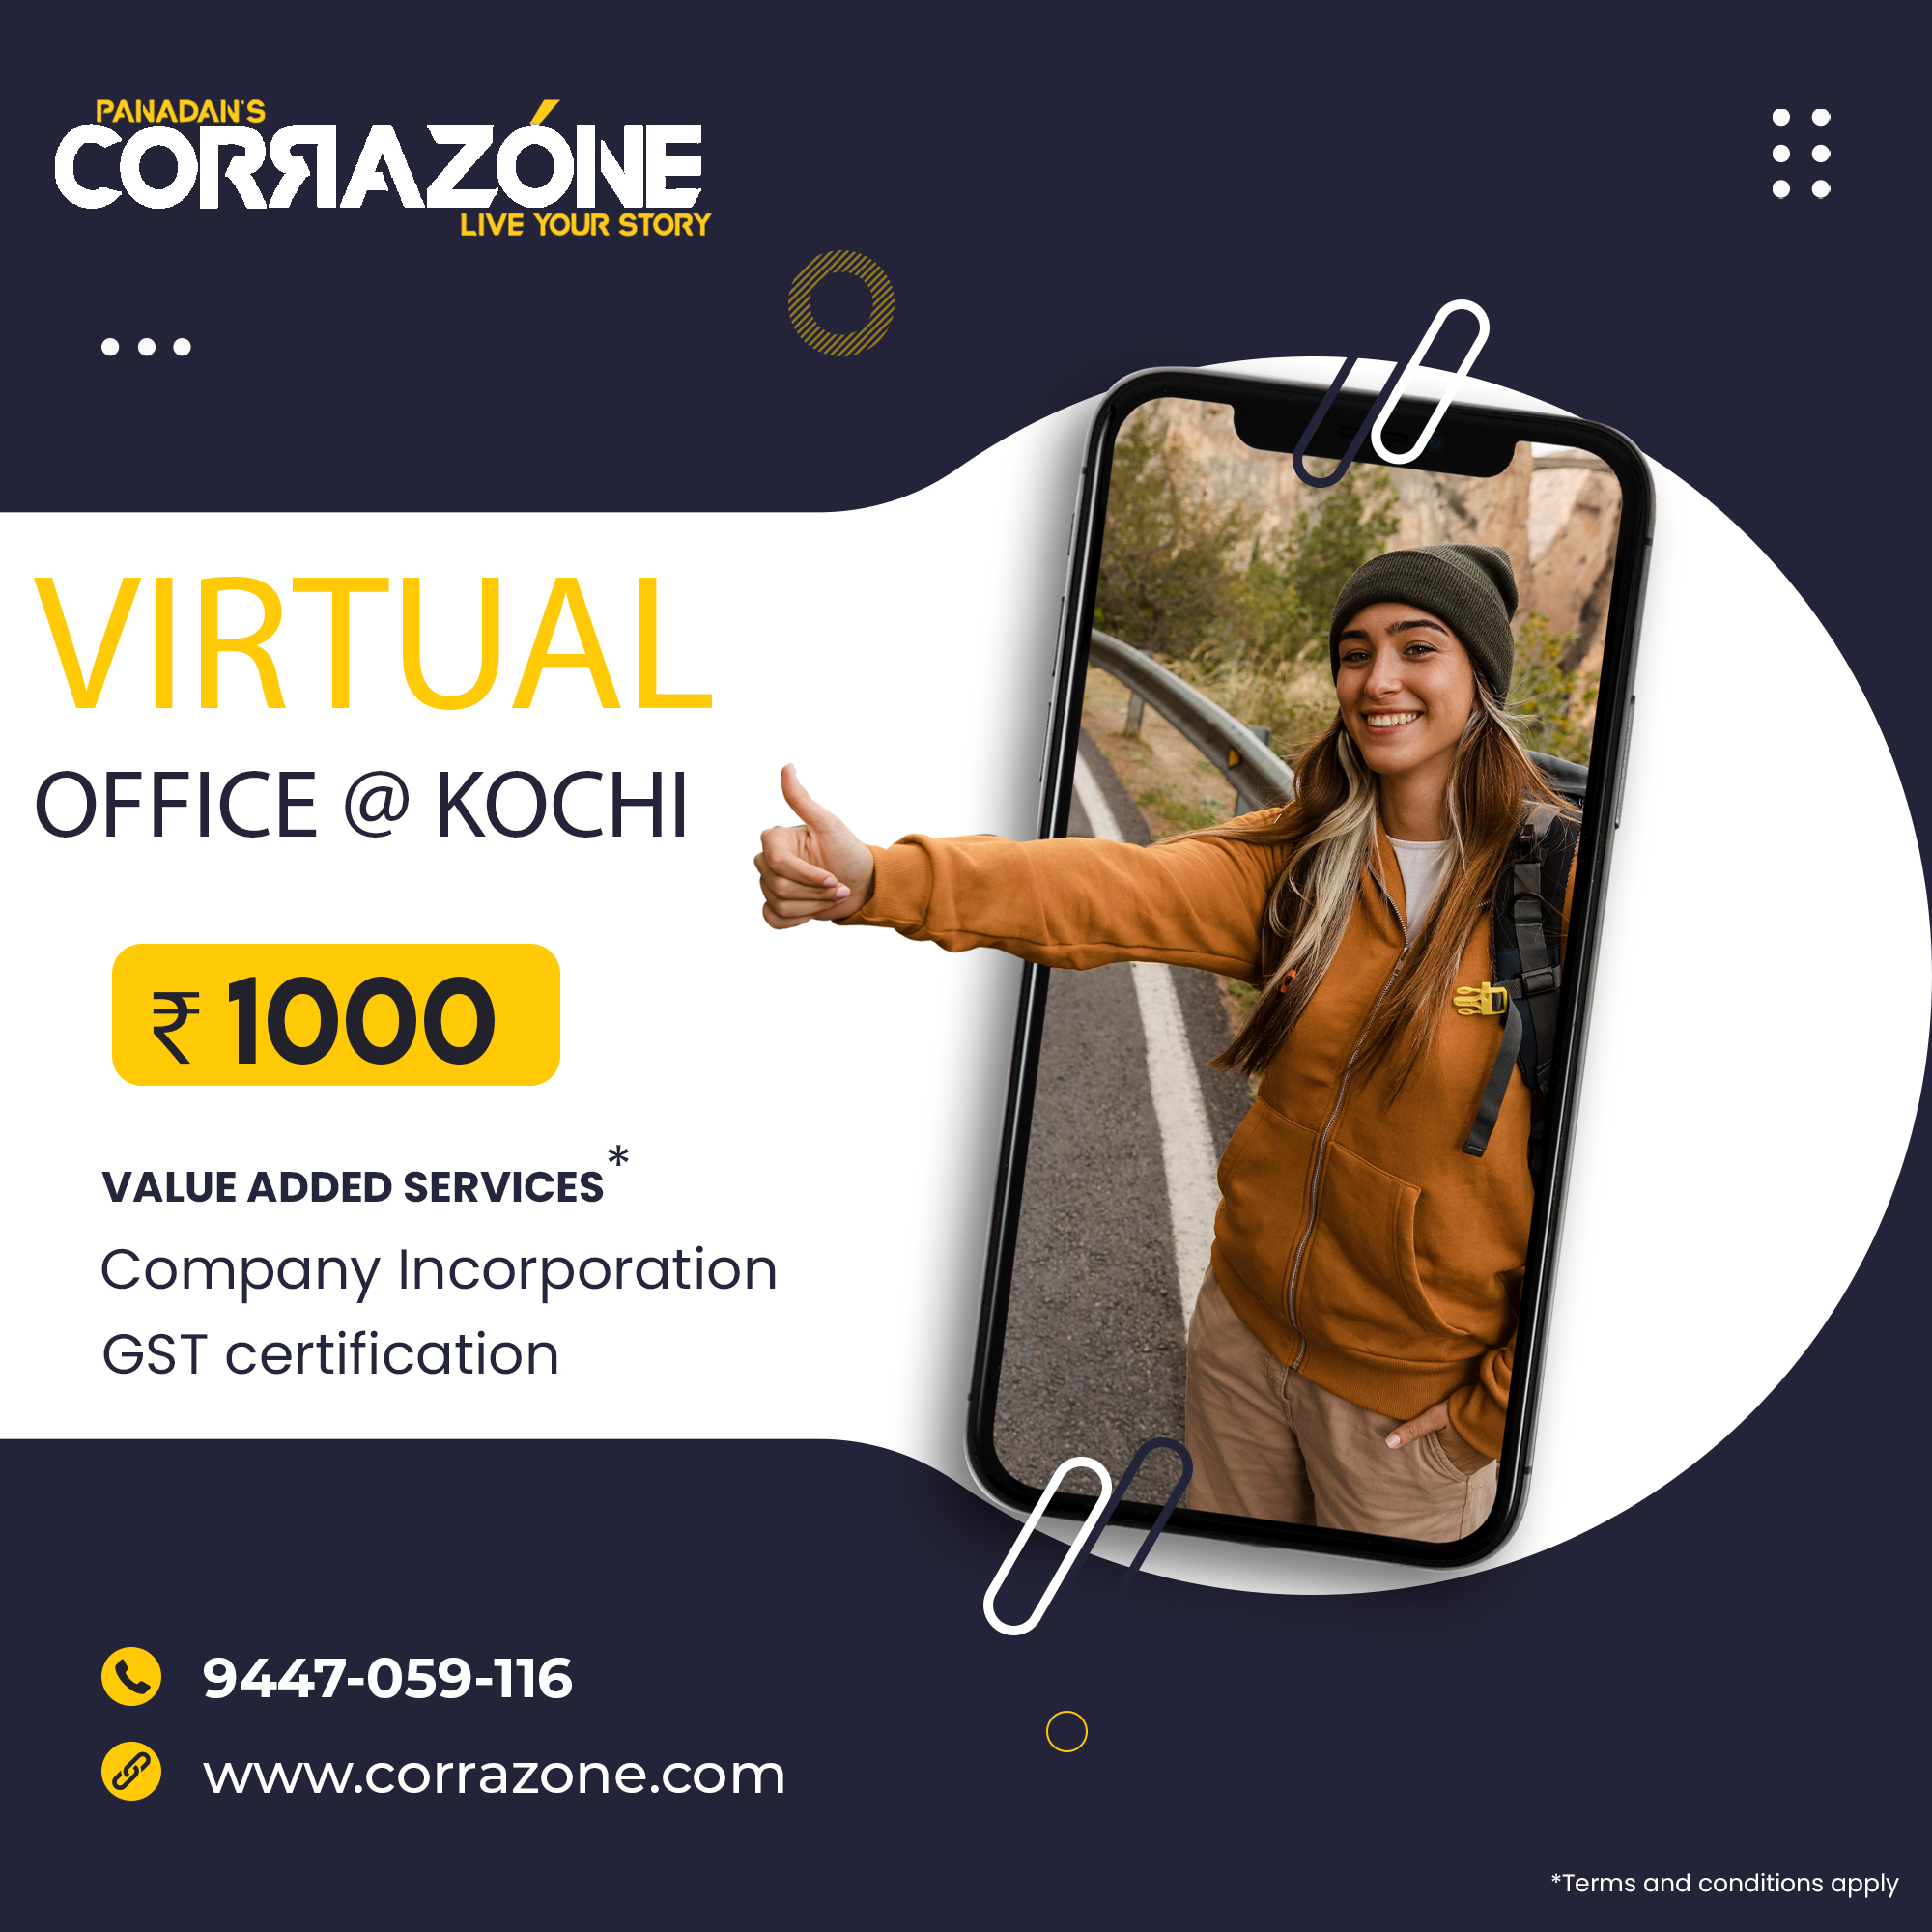 PANADAN'S
CORRAZÓNE
LIVE YOUR STORY
VIRTUAL
OFFICE @ KOCHI
₹ 1000
VALUE ADDED SERVICES*
Company Incorporation
GST certification
9447-059-116
www.corrazone.com
*Terms and conditions apply